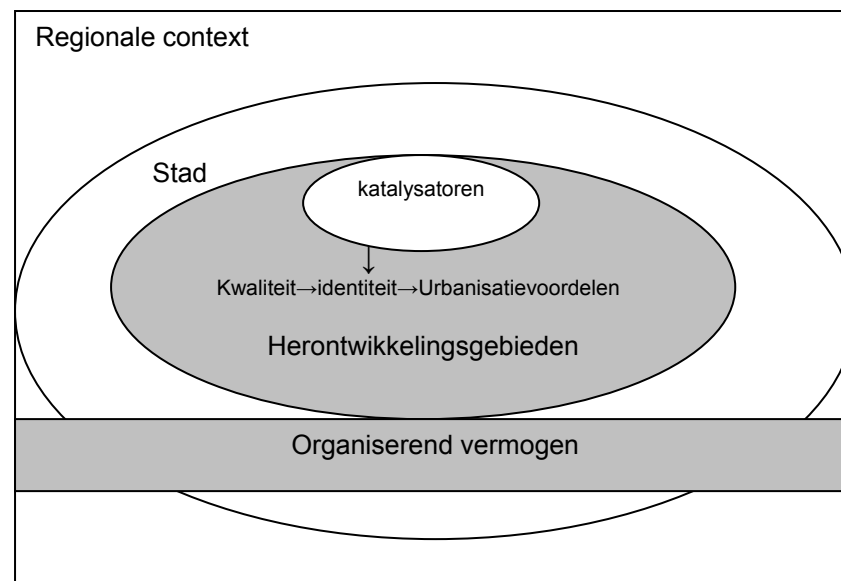 Regionale context
Stad
katalysatoren
↓
Kwaliteit→identiteit→Urbanisatievoordelen
Herontwikkelingsgebieden
Organiserend vermogen